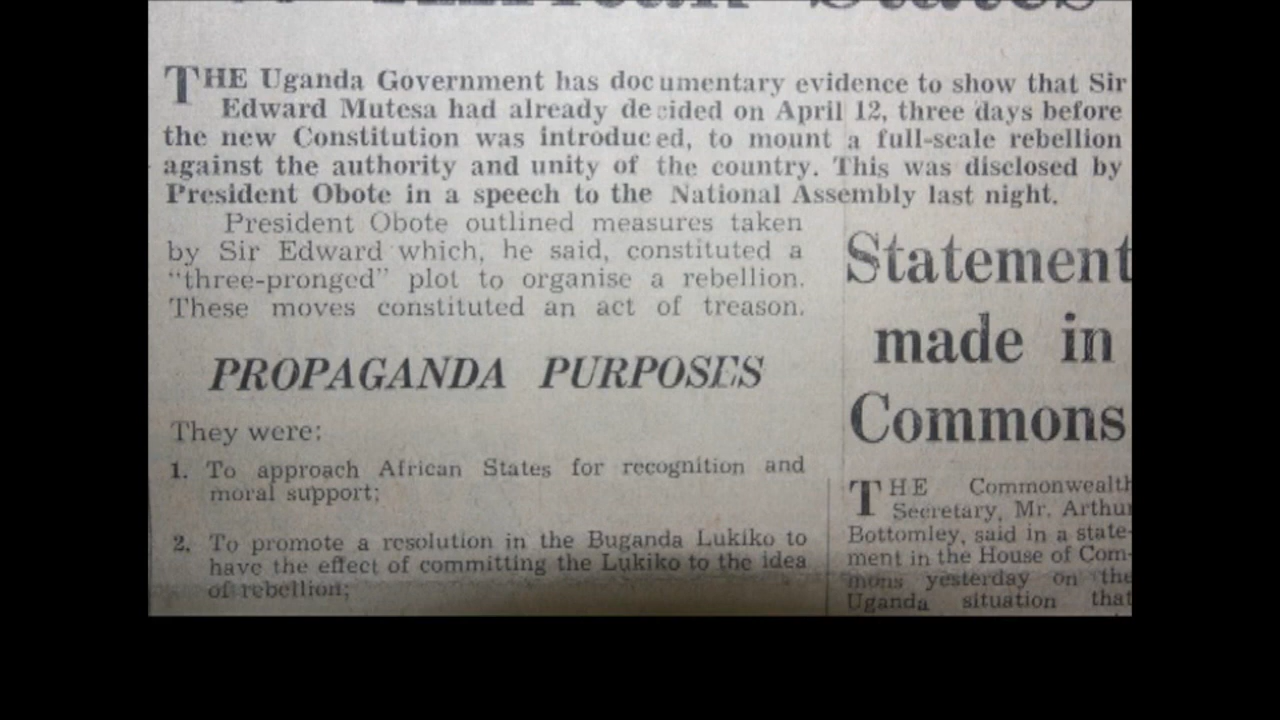 African States
THE Uganda Government has documentary evidence to show that Sir
Edward Mutesa had already decided on April 12, three days before
the new Constitution was introduced, to mount a full-scale rebellion
against the authority and unity of the country. This was disclosed by
President Obote in a speech to the National Assembly last night.
President Obote outlined measures taken
by Sir Edward which, he said, constituted a
“three-pronged” plot to organise a rebellion.
These moves constituted an act of treason.
PROPAGANDA PURPOSES
They were:
1. To approach African States for recognition and
moral support;
2. To promote a resolution in the Buganda Lukiko to
have the effect of committing the Lukiko to the idea
of rebellion;
Statement
made in
Commons
THE Commonwealth
Secretary, Mr. Arthur
Bottomley, said in a state-
ment in the House of Com-
mons yesterday on the
Uganda situation that